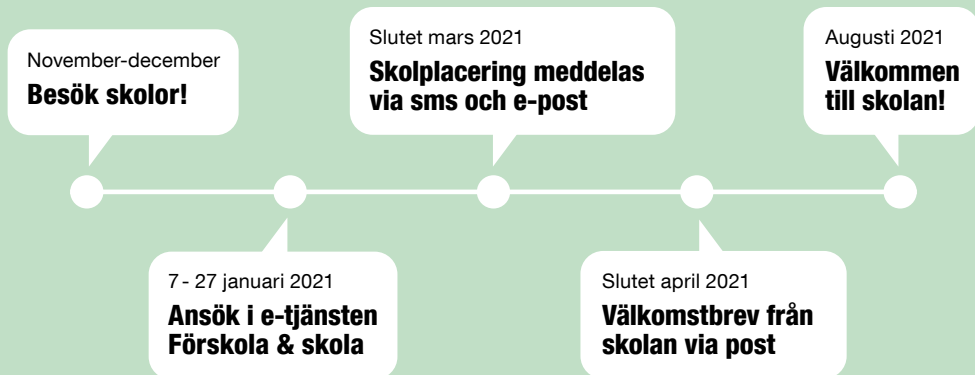 November-december
Besök skolor!
7 - 27 januari 2021
Ansök i e-tjänsten
Förskola & skola
Slutet mars 2021
Skolplacering meddelas
via sms och e-post
Slutet april 2021
Välkomstbrev från
skolan via post
Augusti 2021
Välkommen
till skolan!